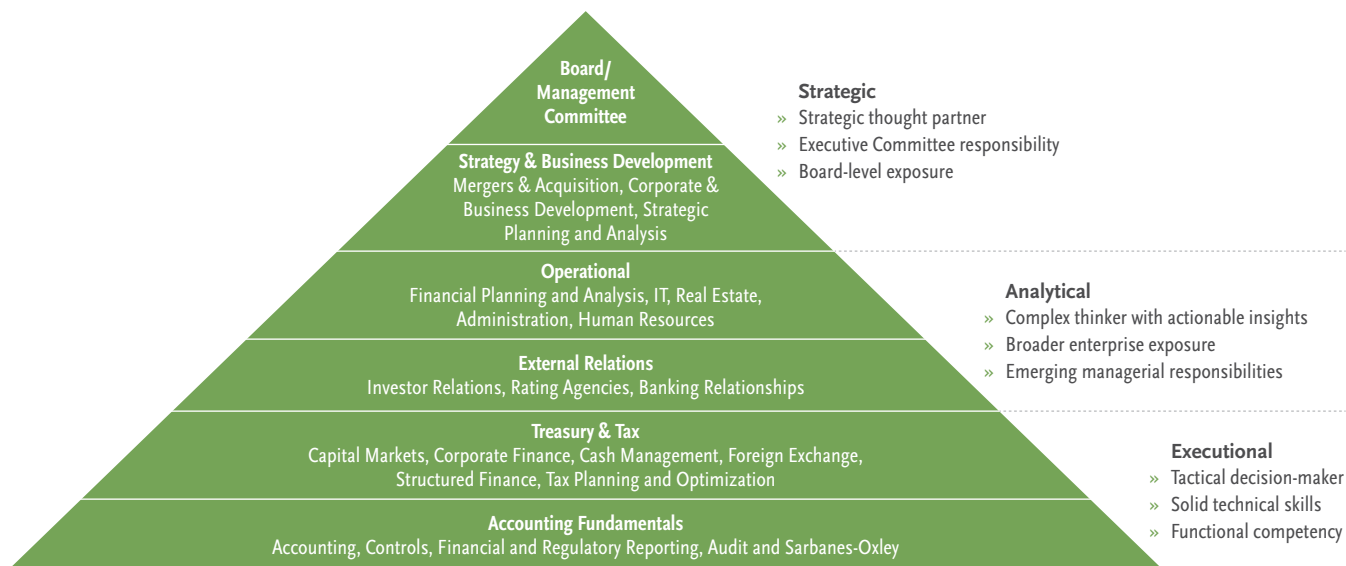 Board/
Management
Committee
Strategy & Business Development
Mergers & Acquisition, Corporate &
Business Development, Strategic
Planning and Analysis
Operational
Financial Planning and Analysis, IT, Real Estate,
Administration, Human Resources
External Relations
Investor Relations, Rating Agencies, Banking Relationships
Treasury & Tax
Capital Markets, Corporate Finance, Cash Management, Foreign Exchange,
Structured Finance, Tax Planning and Optimization
Accounting Fundamentals
Accounting, Controls, Financial and Regulatory Reporting, Audit and Sarbanes-Oxley
Strategic
» Strategic thought partner
» Executive Committee responsibility
» Board-level exposure
Analytical
» Complex thinker with actionable insights
» Broader enterprise exposure
» Emerging managerial responsibilities
Executional
» Tactical decision-maker
» Solid technical skills
» Functional competency